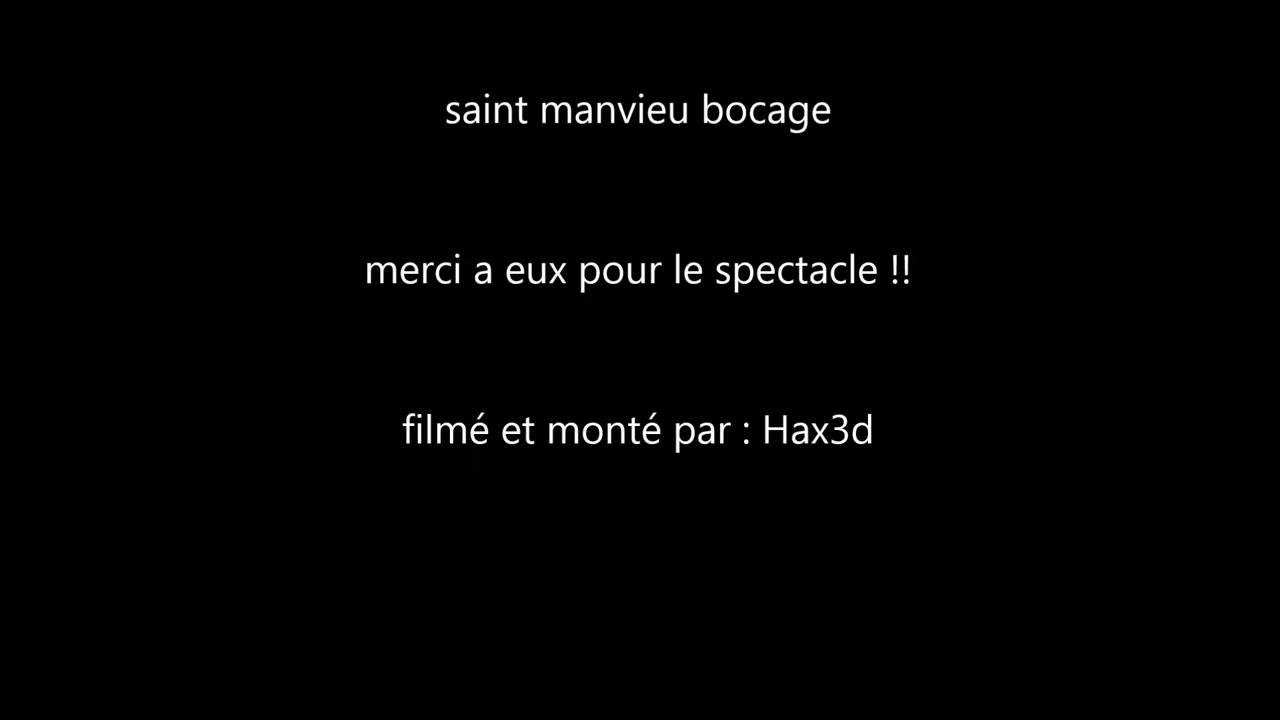 saint manvieu bocage
merci a eux pour le spectacle !!
filmé et monté par : Hax3d